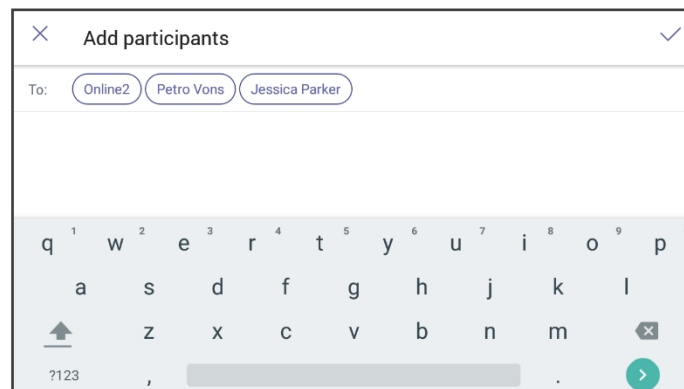 Add participants
To: Online2 Petro Vons Jessica Parker
q 1 w 2 e 3 r 4 t 5 y 6 u 7 i 8 o 9 p
a s d f g h j k l
z x c v b n m
?123 , .